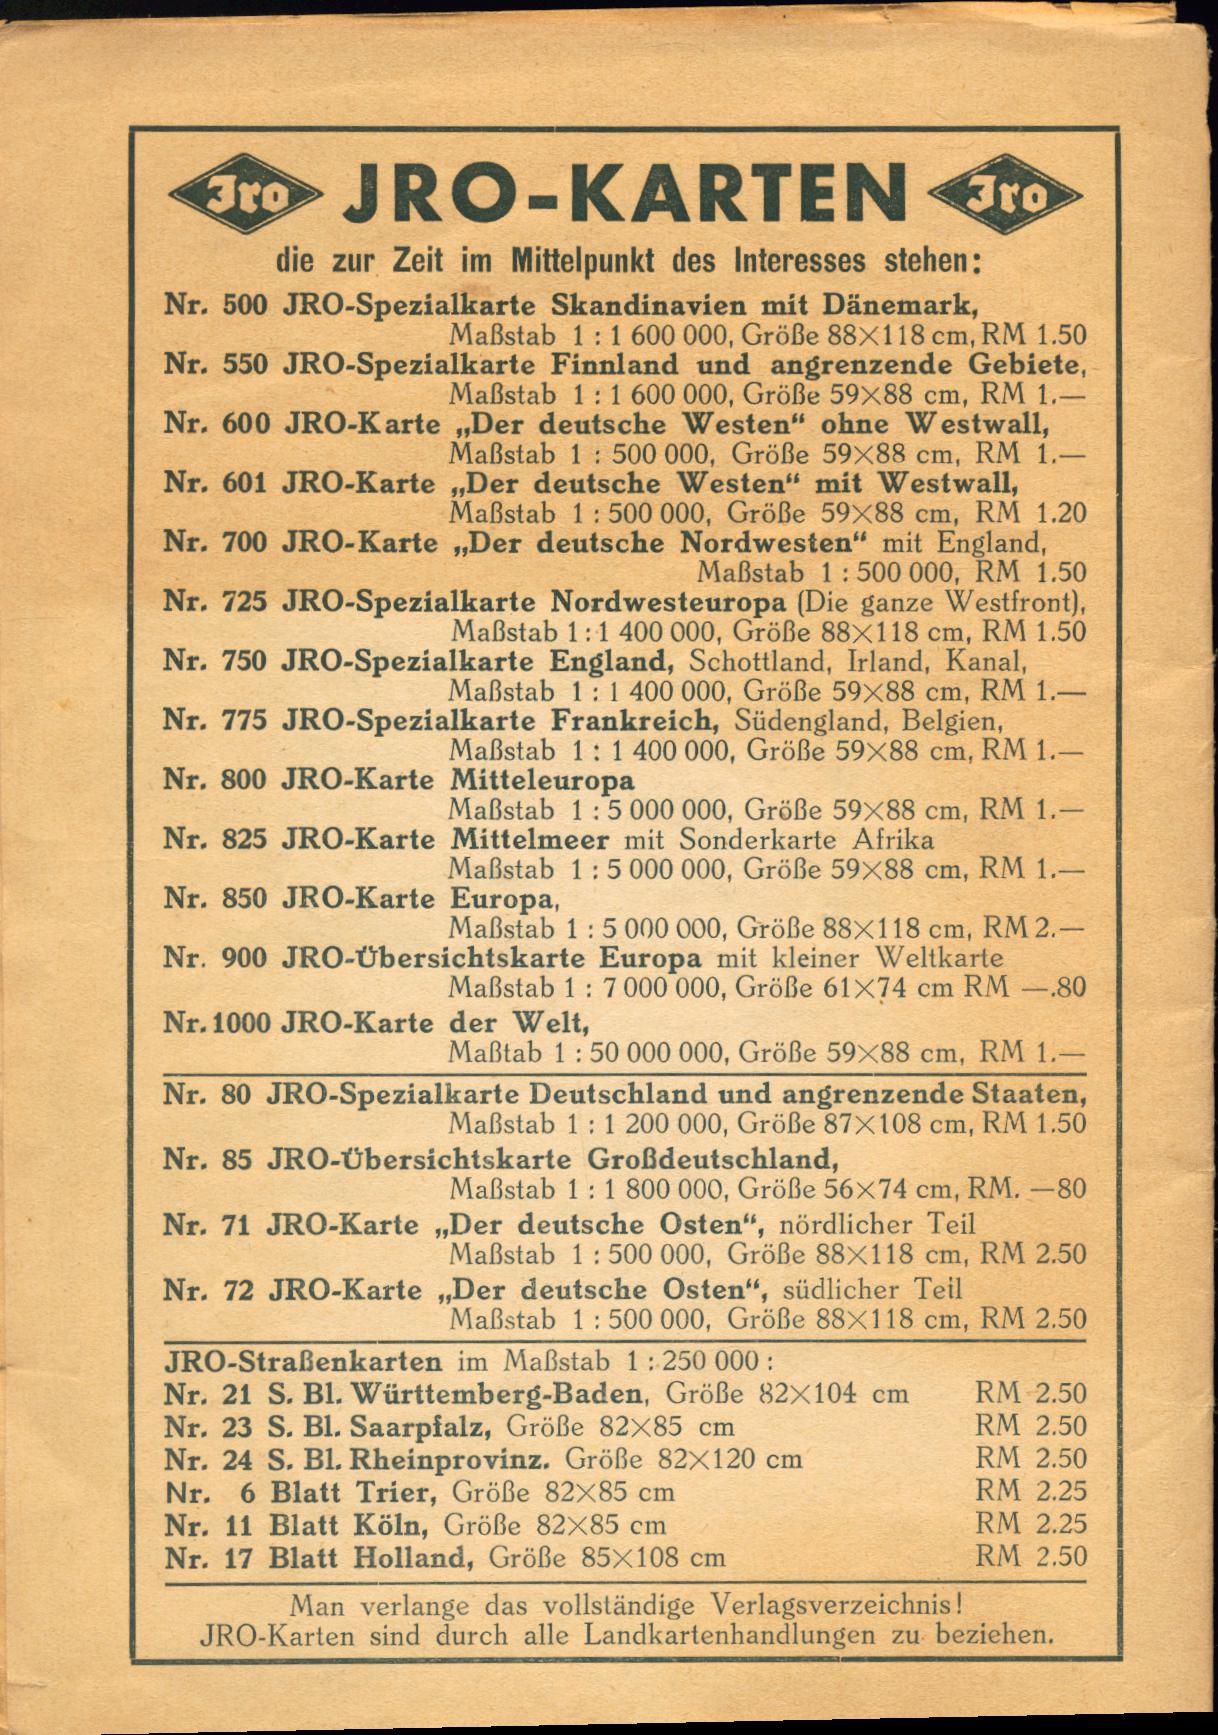 Jro JRO-KARTEN Jro
die zur Zeit im Mittelpunkt des Interesses stehen:
Nr. 500 JRO-Spezialkarte Skandinavien mit Dänemark,
Maßstab 1 : 1 600 000, Größe 88×118 cm, RM 1.50
Nr. 550 JRO-Spezialkarte Finnland und angrenzende Gebiete,
Maßstab 1 : 1 600 000, Größe 59×88 cm, RM 1.—
Nr. 600 JRO-Karte „Der deutsche Westen“ ohne Westwall,
Maßstab 1 : 500 000, Größe 59×88 cm, RM 1.—
Nr. 601 JRO-Karte „Der deutsche Westen“ mit Westwall,
Maßstab 1 : 500 000, Größe 59×88 cm, RM 1.20
Nr. 700 JRO-Karte „Der deutsche Nordwesten“ mit England,
Maßstab 1 : 500 000, RM 1.50
Nr. 725 JRO-Spezialkarte Nordwesteuropa (Die ganze Westfront),
Maßstab 1 : 1 400 000, Größe 88×118 cm, RM 1.50
Nr. 750 JRO-Spezialkarte England, Schottland, Irland, Kanal,
Maßstab 1 : 1 400 000, Größe 59×88 cm, RM 1.—
Nr. 775 JRO-Spezialkarte Frankreich, Südengland, Belgien,
Maßstab 1 : 1 400 000, Größe 59×88 cm, RM 1.—
Nr. 800 JRO-Karte Mitteleuropa
Maßstab 1 : 5 000 000, Größe 59×88 cm, RM 1.—
Nr. 825 JRO-Karte Mittelmeer mit Sonderkarte Afrika
Maßstab 1 : 5 000 000, Größe 59×88 cm, RM 1.—
Nr. 850 JRO-Karte Europa,
Maßstab 1 : 5 000 000, Größe 88×118 cm, RM 2.—
Nr. 900 JRO-Übersichtskarte Europa mit kleiner Weltkarte
Maßstab 1 : 7 000 000, Größe 61×74 cm RM —.80
Nr. 1000 JRO-Karte der Welt,
Maßtab 1 : 50 000 000, Größe 59×88 cm, RM 1.—
Nr. 80 JRO-Spezialkarte Deutschland und angrenzende Staaten,
Maßstab 1 : 1 200 000, Größe 87×108 cm, RM 1.50
Nr. 85 JRO-Übersichtskarte Großdeutschland,
Maßstab 1 : 1 800 000, Größe 56×74 cm, RM. —80
Nr. 71 JRO-Karte „Der deutsche Osten“, nördlicher Teil
Maßstab 1 : 500 000, Größe 88×118 cm, RM 2.50
Nr. 72 JRO-Karte „Der deutsche Osten“, südlicher Teil
Maßstab 1 : 500 000, Größe 88×118 cm, RM 2.50
JRO-Straßenkarten im Maßstab 1 : 250 000 :
Nr. 21 S. Bl. Württemberg-Baden, Größe 82×104 cm RM 2.50
Nr. 23 S. Bl. Saarpfalz, Größe 82×85 cm RM 2.50
Nr. 24 S. Bl. Rheinprovinz. Größe 82×120 cm RM 2.50
Nr. 6 Blatt Trier, Größe 82×85 cm RM 2.25
Nr. 11 Blatt Köln, Größe 82×85 cm RM 2.25
Nr. 17 Blatt Holland, Größe 85×108 cm RM 2.50
Man verlange das vollständige Verlagsverzeichnis!
JRO-Karten sind durch alle Landkartenhandlungen zu beziehen.